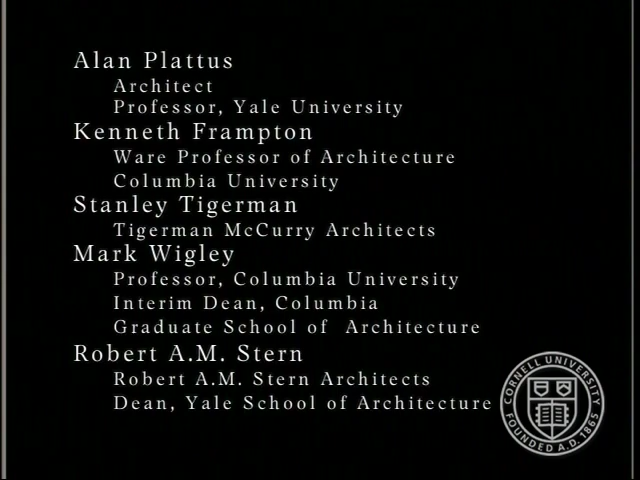 Alan Plattus
Architect
Professor, Yale University
Kenneth Frampton
Ware Professor of Architecture
Columbia University
Stanley Tigerman
Tigerman McCurry Architects
Mark Wigley
Professor, Columbia University
Interim Dean, Columbia
Graduate School of Architecture
Robert A.M. Stern
Robert A.M. Stern Architects
Dean, Yale School of Architecture
CORNELL UNIVERSITY
FOUNDED A.D. 1865